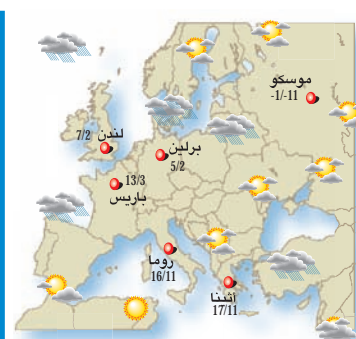 موسكو
-1/-11
لندن 7/2
برلين
5/2
13/3
باريس
روما
16/11
أثينا
17/11